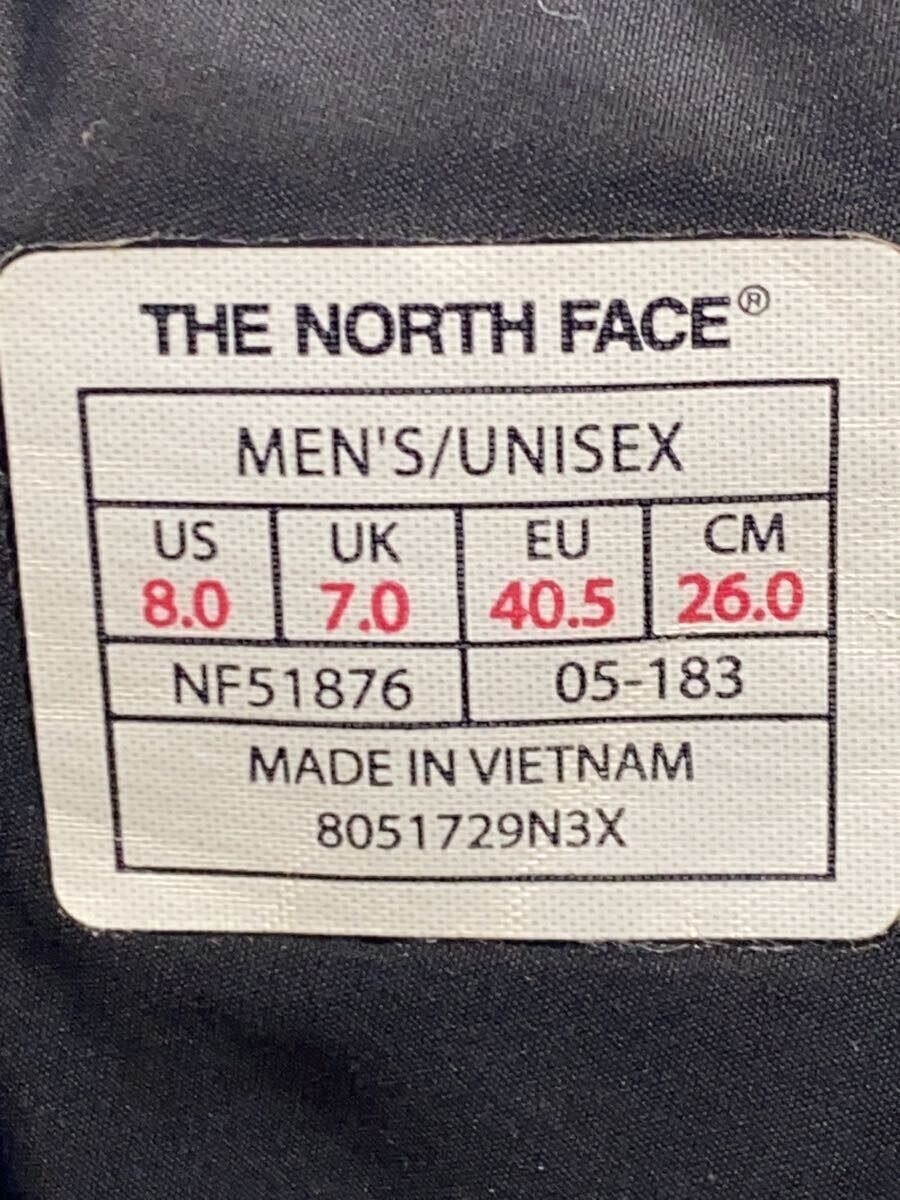 THE NORTH FACE®
MEN'S/UNISEX
US UK EU CM
8.0 7.0 40.5 26.0
NF51876 05-183
MADE IN VIETNAM
8051729N3X